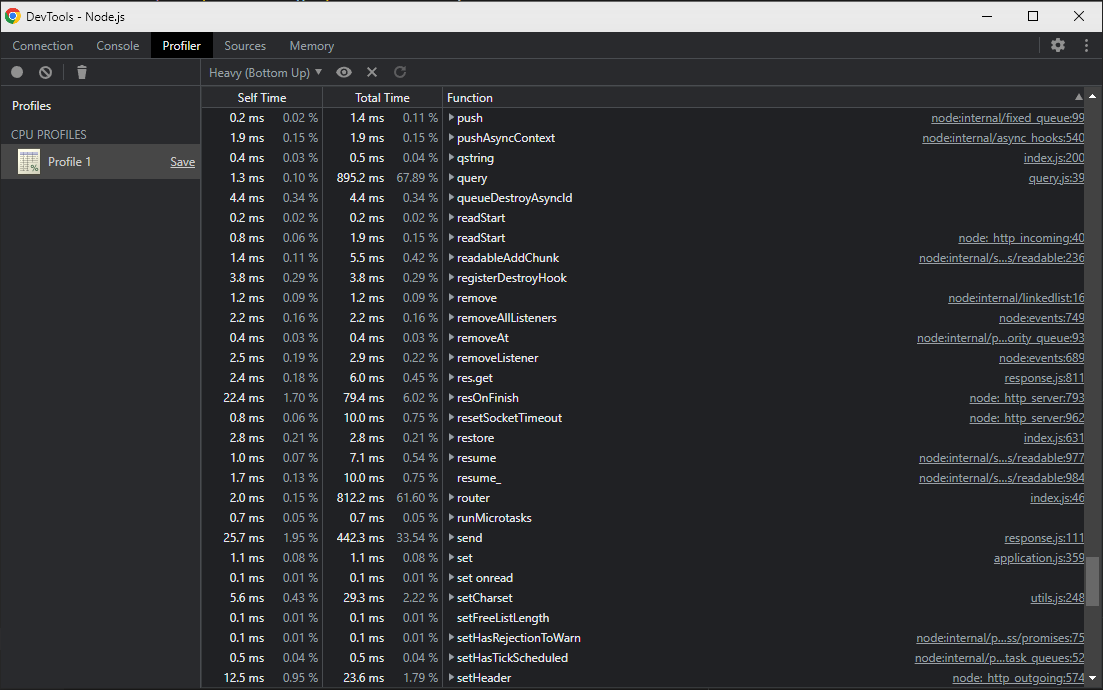 DevTools - Node.js
Connection Console Profiler Sources Memory
Heavy (Bottom Up)
Profiles
CPU PROFILES
Profile 1 Save
Self Time Total Time Function
0.2 ms 0.02 % 1.4 ms 0.11 % push node:internal/fixed_queue:99
1.9 ms 0.15 % 1.9 ms 0.15 % pushAsyncContext node:internal/async_hooks:540
0.4 ms 0.03 % 0.5 ms 0.04 % qstring index.js:200
1.3 ms 0.10 % 895.2 ms 67.89 % query query.js:39
4.4 ms 0.34 % 4.4 ms 0.34 % queueDestroyAsyncId
0.2 ms 0.02 % 0.2 ms 0.02 % readStart
0.8 ms 0.06 % 1.9 ms 0.15 % readStart node:_http_incoming:40
1.4 ms 0.11 % 5.5 ms 0.42 % readableAddChunk node:internal/s...s/readable:236
3.8 ms 0.29 % 3.8 ms 0.29 % registerDestroyHook
1.2 ms 0.09 % 1.2 ms 0.09 % remove node:internal/linkedlist:16
2.2 ms 0.16 % 2.2 ms 0.16 % removeAllListeners node:events:749
0.4 ms 0.03 % 0.4 ms 0.03 % removeAt node:internal/p...ority_queue:93
2.5 ms 0.19 % 2.9 ms 0.22 % removeListener node:events:689
2.4 ms 0.18 % 6.0 ms 0.45 % res.get response.js:811
22.4 ms 1.70 % 79.4 ms 6.02 % resOnFinish node:_http_server:793
0.8 ms 0.06 % 10.0 ms 0.75 % resetSocketTimeout node:_http_server:962
2.8 ms 0.21 % 2.8 ms 0.21 % restore index.js:631
1.0 ms 0.07 % 7.1 ms 0.54 % resume node:internal/s...s/readable:977
1.7 ms 0.13 % 10.0 ms 0.75 % resume_ node:internal/s...s/readable:984
2.0 ms 0.15 % 812.2 ms 61.60 % router index.js:46
0.7 ms 0.05 % 0.7 ms 0.05 % runMicrotasks
25.7 ms 1.95 % 442.3 ms 33.54 % send response.js:111
1.1 ms 0.08 % 1.1 ms 0.08 % set application.js:359
0.1 ms 0.01 % 0.1 ms 0.01 % set onread
5.6 ms 0.43 % 29.3 ms 2.22 % setCharset utils.js:248
0.1 ms 0.01 % 0.1 ms 0.01 % setFreeListLength
0.1 ms 0.01 % 0.1 ms 0.01 % setHasRejectionToWarn node:internal/p...ss/promises:75
0.5 ms 0.04 % 0.5 ms 0.04 % setHasTickScheduled node:internal/p...task_queues:52
12.5 ms 0.95 % 23.6 ms 1.79 % setHeader node:_http_outgoing:574